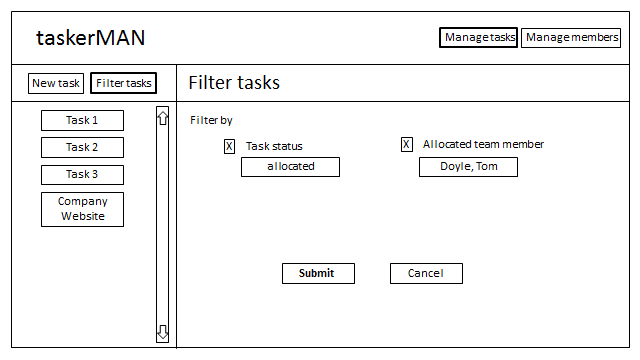 taskerMAN
Manage tasks
Manage members
New task
Filter tasks
Filter tasks
Task 1
Task 2
Task 3
Company
Website
Filter by
X Task status
X Allocated team member
allocated
Doyle, Tom
Submit
Cancel